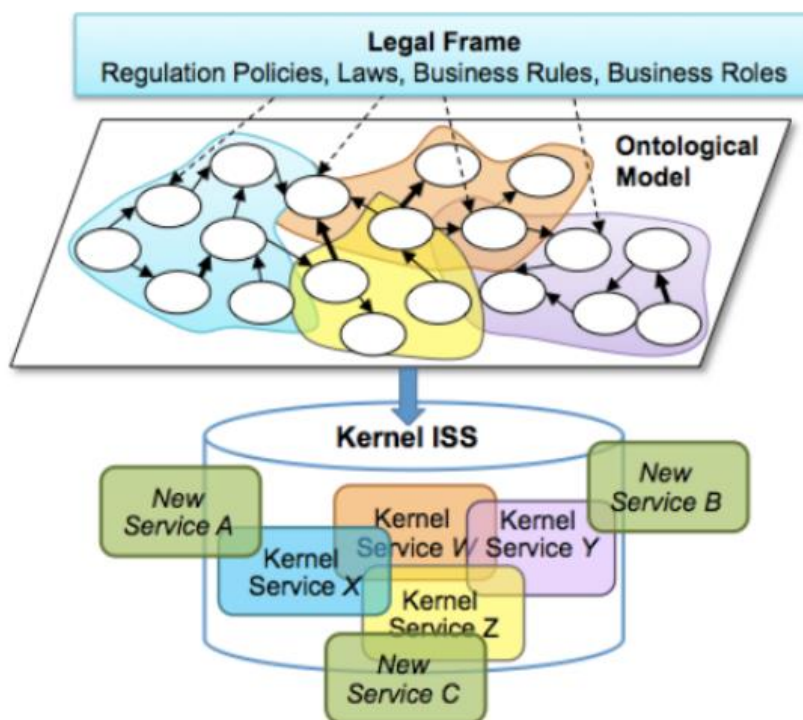 Legal Frame
Regulation Policies, Laws, Business Rules, Business Roles
Ontological
Model
Kernel ISS
New
Service A
New
Service B
Kernel
Service W
Kernel
Service Y
Kernel
Service X
Kernel
Service Z
New
Service C